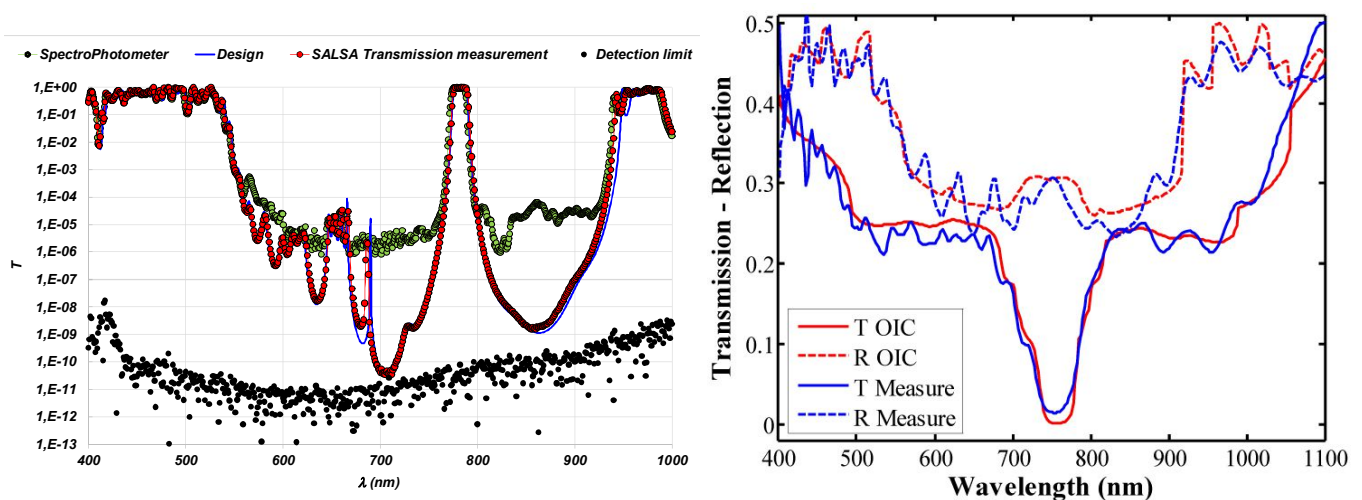 SpectroPhotometer Design SALSA Transmission measurement Detection limit
1,E+00
1,E-01
1,E-02
1,E-03
1,E-04
1,E-05
1,E-06
1,E-07
1,E-08
1,E-09
1,E-10
1,E-11
1,E-12
1,E-13
T
400 500 600 700 800 900 1000
λ (nm)
0.5
0.4
0.3
0.2
0.1
0
Transmission - Reflection
T OIC
R OIC
T Measure
R Measure
400 500 600 700 800 900 1000 1100
Wavelength (nm)